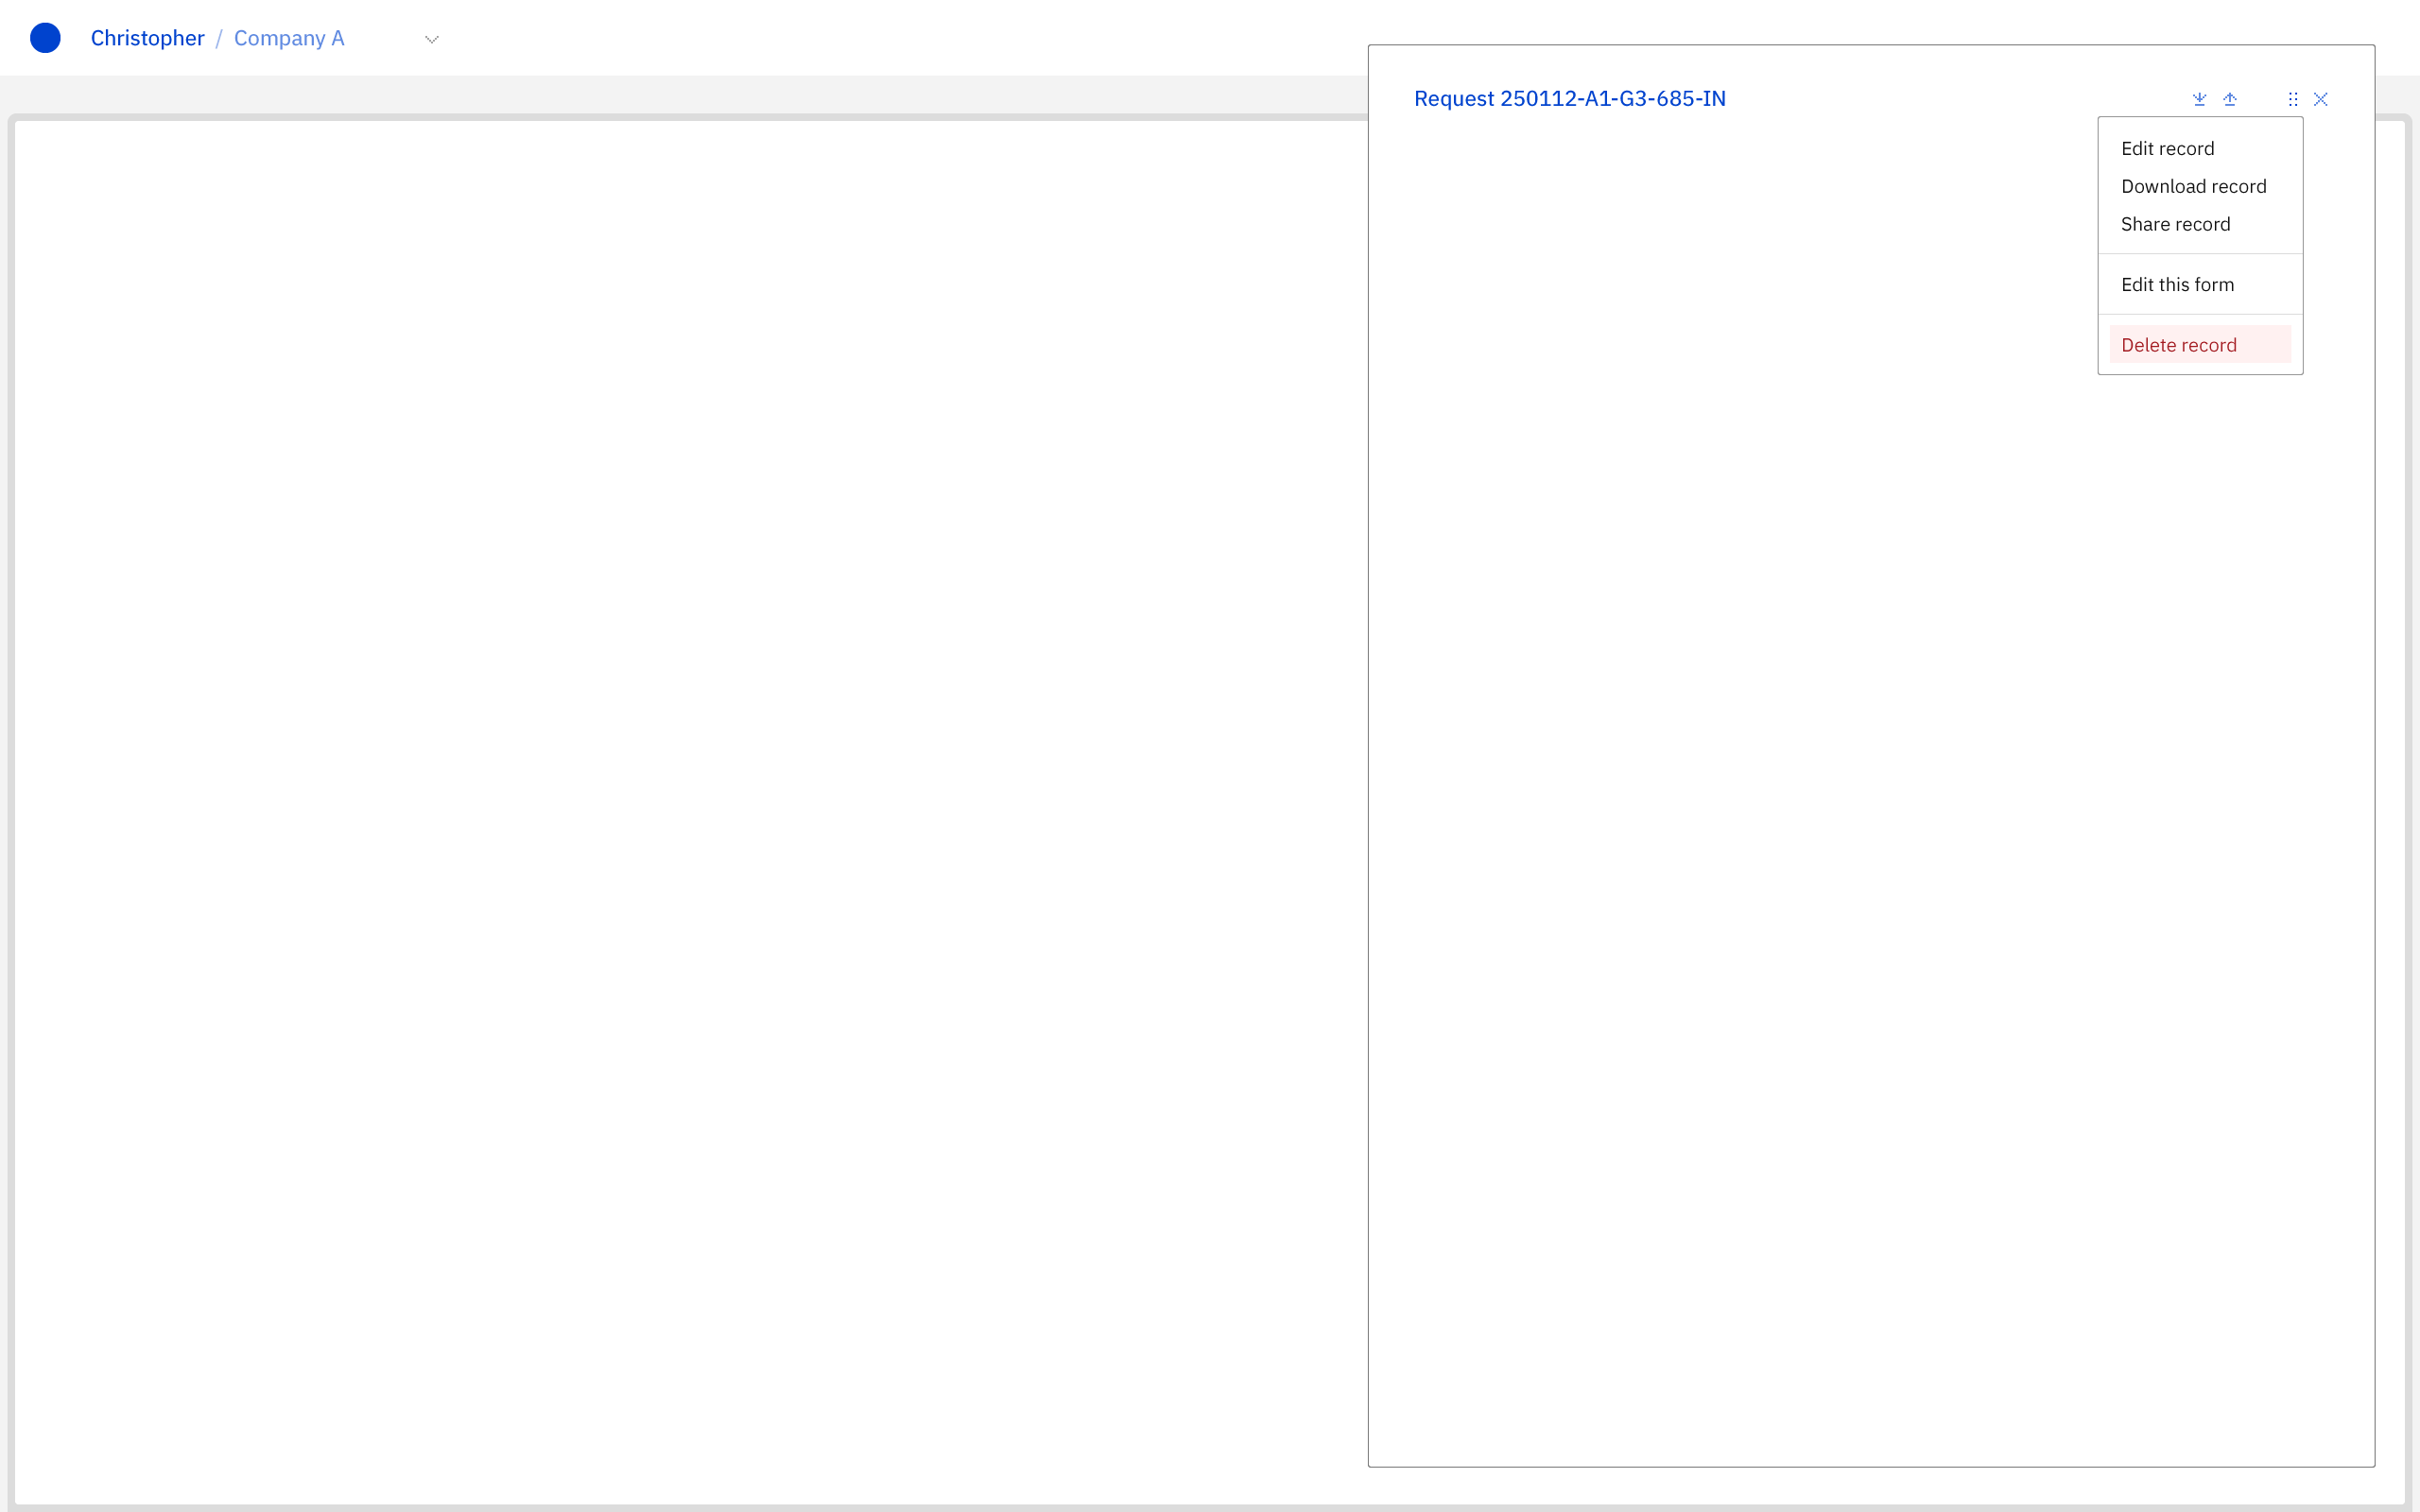 Christopher / Company A
Request 250112-A1-G3-685-IN
Edit record
Download record
Share record
Edit this form
Delete record